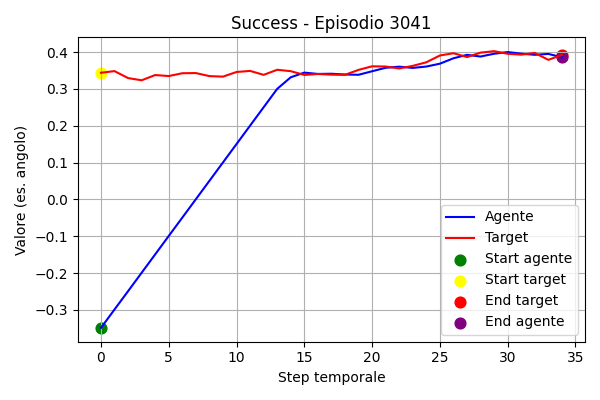 Success - Episodio 3041
Valore (es. angolo)
0.4
0.3
0.2
0.1
0.0
−0.1
−0.2
−0.3
0
5
10
15
20
25
30
35
Step temporale
Agente
Target
Start agente
Start target
End target
End agente